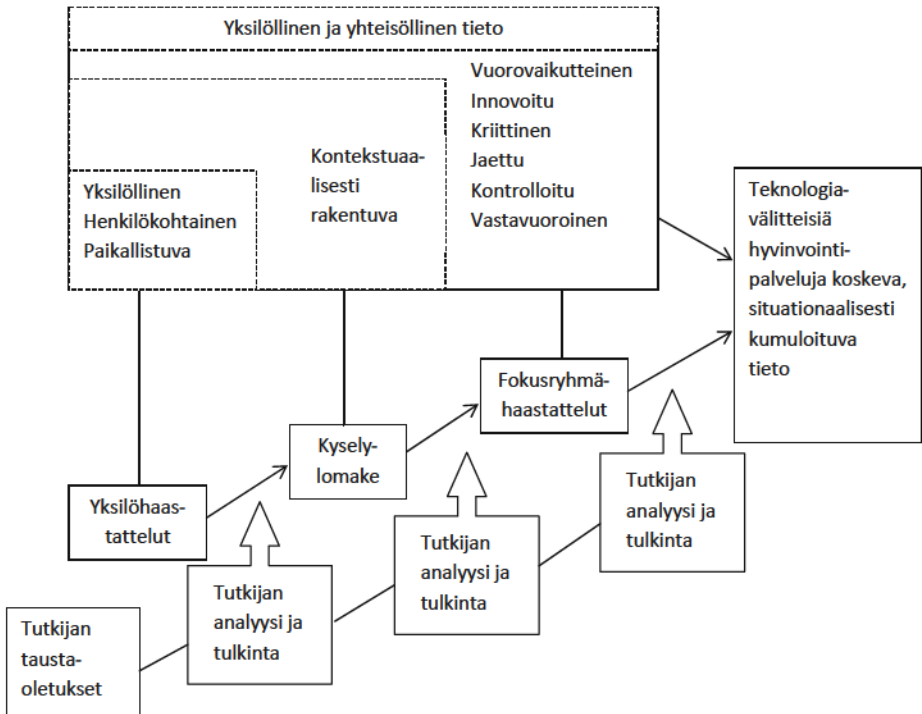 Yksilöllinen ja yhteisöllinen tieto
Vuorovaikutteinen
Innovoitu
Kriittinen
Jaettu
Kontrolloitu
Vastavuoroinen
Kontekstuaa-
lisesti
rakentuva
Yksilöllinen
Henkilökohtainen
Paikallistuva
Teknologia-
välitteisiä
hyvinvointi-
palveluja koskeva,
situationaalisesti
kumuloituva
tieto
Fokusryhmä-
haastattelut
Kysely-
lomake
Yksilöhaas-
tattelut
Tutkijan
analyysi ja
tulkinta
Tutkijan
analyysi ja
tulkinta
Tutkijan
analyysi ja
tulkinta
Tutkijan
tausta-
oletukset